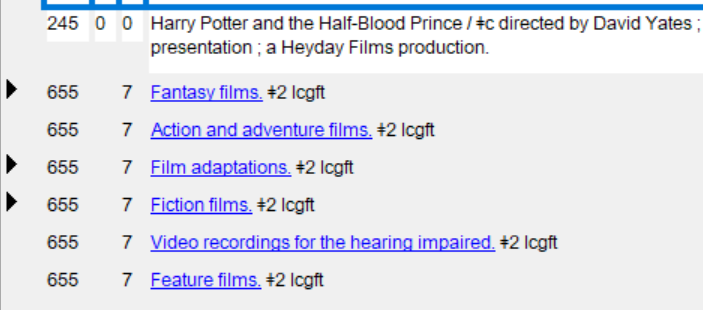 245 0 0 Harry Potter and the Half-Blood Prince / ǂc directed by David Yates ;
presentation ; a Heyday Films production.
655 7 Fantasy films. ǂ2 lcgft
655 7 Action and adventure films. ǂ2 lcgft
655 7 Film adaptations. ǂ2 lcgft
655 7 Fiction films. ǂ2 lcgft
655 7 Video recordings for the hearing impaired. ǂ2 lcgft
655 7 Feature films. ǂ2 lcgft